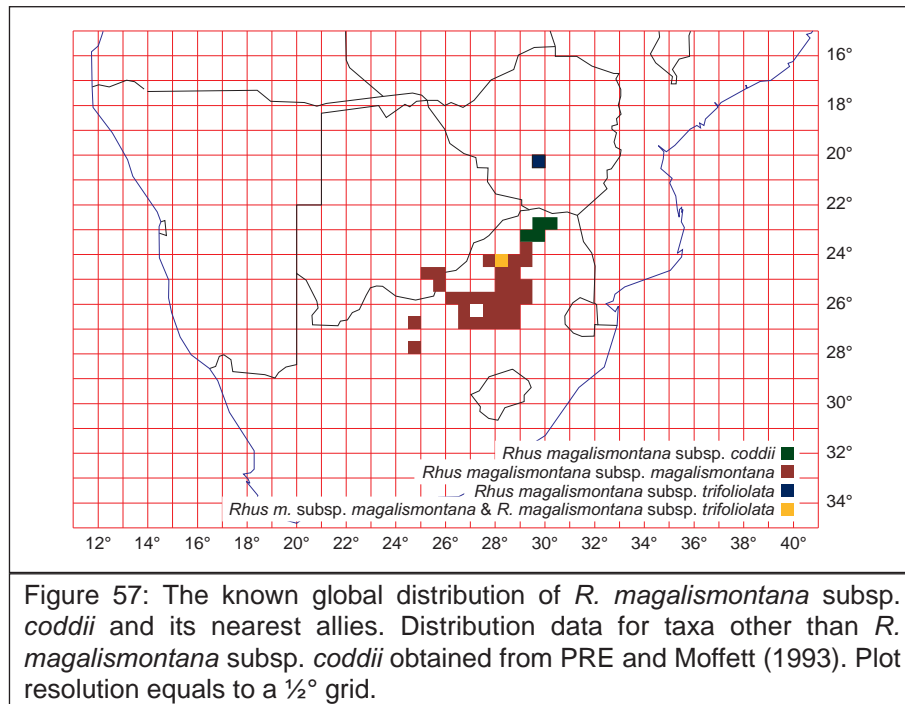 16°
18°
20°
22°
24°
26°
28°
30°
32°
34°
Rhus magalismontana subsp. coddii
Rhus magalismontana subsp. magalismontana
Rhus magalismontana subsp. trifoliolata
Rhus m. subsp. magalismontana & R. magalismontana subsp. trifoliolata
12° 14° 16° 18° 20° 22° 24° 26° 28° 30° 32° 34° 36° 38° 40°
Figure 57: The known global distribution of R. magalismontana subsp.
coddii and its nearest allies. Distribution data for taxa other than R.
magalismontana subsp. coddii obtained from PRE and Moffett (1993). Plot
resolution equals to a ½° grid.